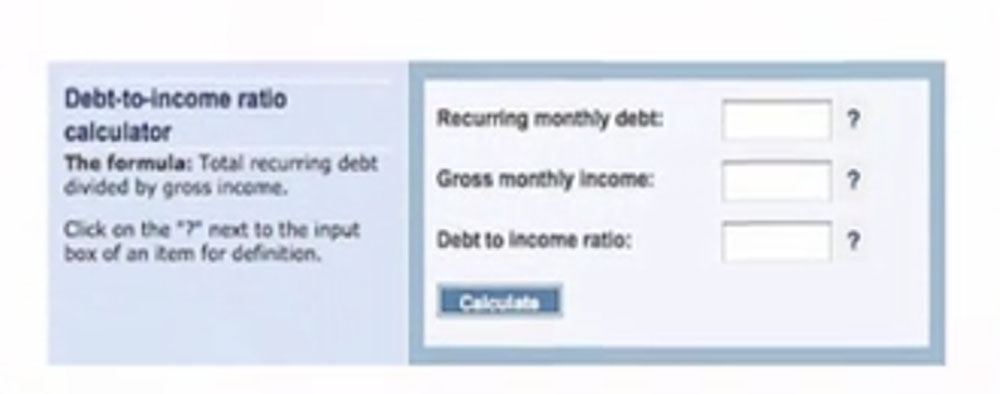 Debt-to-income ratio
calculator
The formula: Total recurring debt
divided by gross income.
Click on the "?" next to the input
box of an item for definition.
Recurring monthly debt: ?
Gross monthly income: ?
Debt to income ratio: ?
Calculate